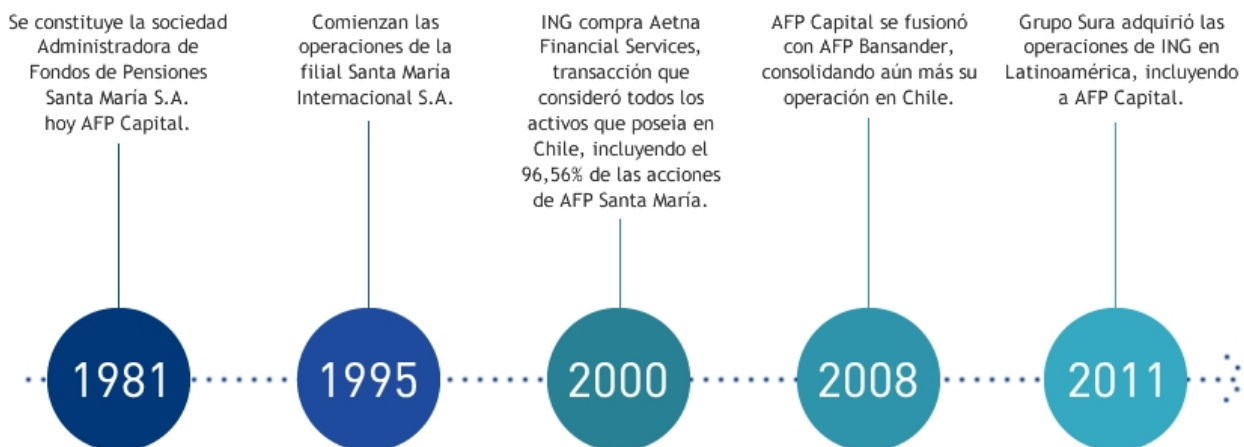 Se constituye la sociedad
Administradora de
Fondos de Pensiones
Santa María S.A.
hoy AFP Capital.
Comienzan las
operaciones de la
filial Santa María
Internacional S.A.
ING compra Aetna
Financial Services,
transacción que
consideró todos los
activos que poseía en
Chile, incluyendo el
96,56% de las acciones
de AFP Santa María.
AFP Capital se fusionó
con AFP Bansander,
consolidando aún más su
operación en Chile.
Grupo Sura adquirió las
operaciones de ING en
Latinoamérica, incluyendo
a AFP Capital.
1981
1995
2000
2008
2011